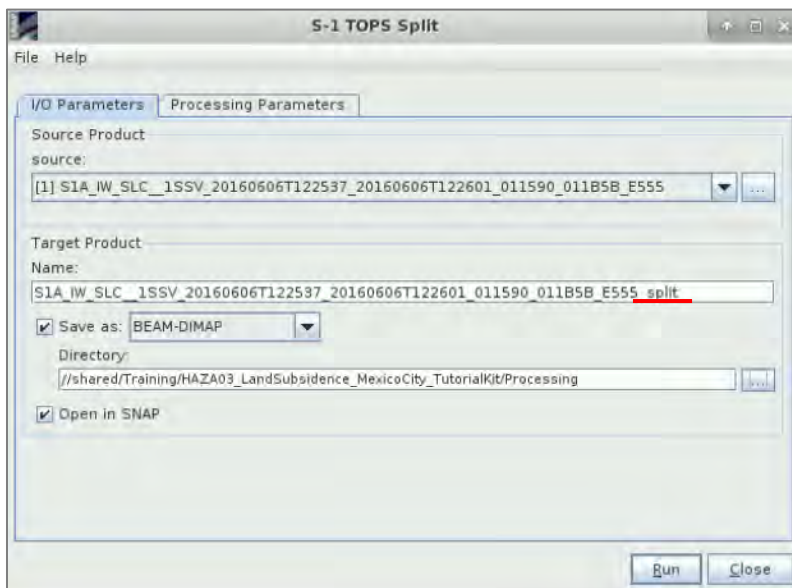 S-1 TOPS Split
File Help
I/O Parameters Processing Parameters
Source Product
source:
[1] S1A_IW_SLC__1SSV_20160606T122537_20160606T122601_011590_011B5B_E555
...
Target Product
Name:
S1A_IW_SLC__1SSV_20160606T122537_20160606T122601_011590_011B5B_E555_split
Save as: BEAM-DIMAP
Directory:
//shared/Training/HAZA03_LandSubsidence_MexicoCity_TutorialKit/Processing
...
Open in SNAP
Run Close